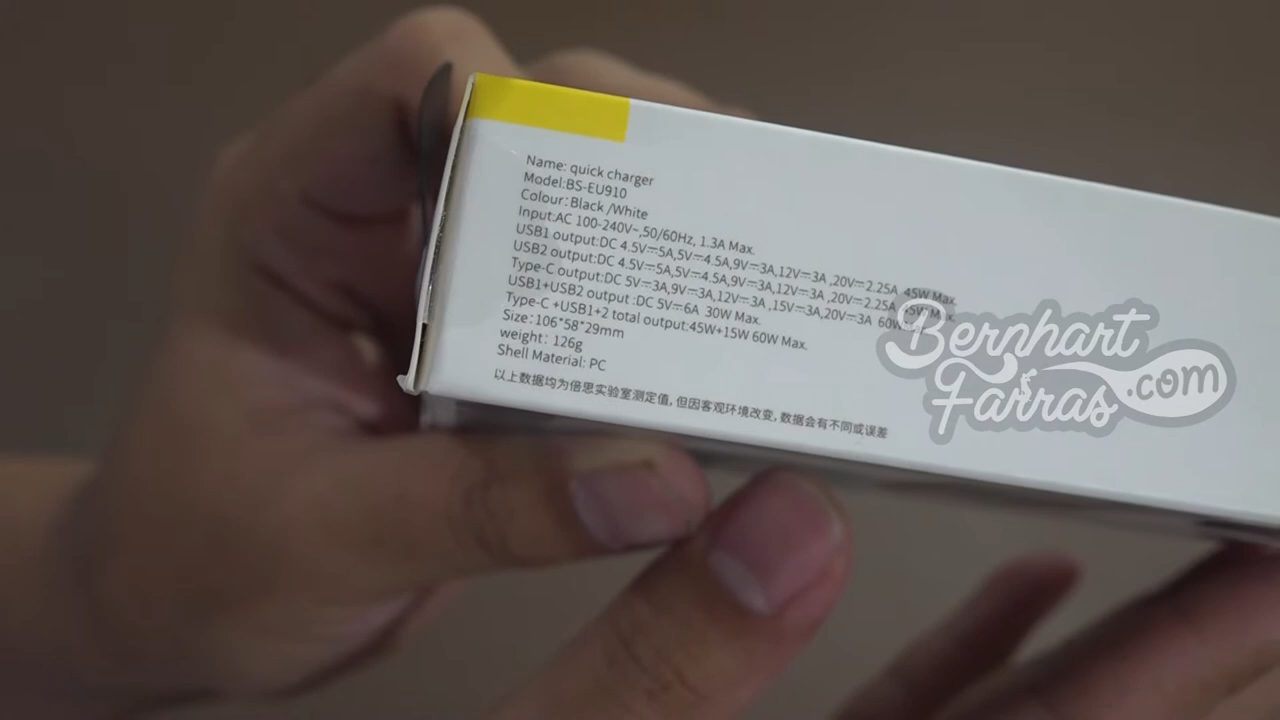 Name: quick charger
Model:BS-EU910
Colour：Black /White
Input:AC 100-240V~,50/60Hz, 1.3A Max.
USB1 output:DC 4.5V⎓5A,5V⎓4.5A,9V⎓3A,12V⎓3A ,20V⎓2.25A 45W Max.
USB2 output:DC 4.5V⎓5A,5V⎓4.5A,9V⎓3A,12V⎓3A ,20V⎓2.25A 45W Max.
Type-C output:DC 5V⎓3A,9V⎓3A,12V⎓3A ,15V⎓3A,20V⎓3A 60W
USB1+USB2 output :DC 5V⎓6A 30W Max.
Type-C +USB1+2 total output:45W+15W 60W Max.
Size：106*58*29mm
weight：126g
Shell Material: PC
以上数据均为倍思实验室测定值，但因客观环境改变，数据会有不同或误差
Bernhart
Farras.com